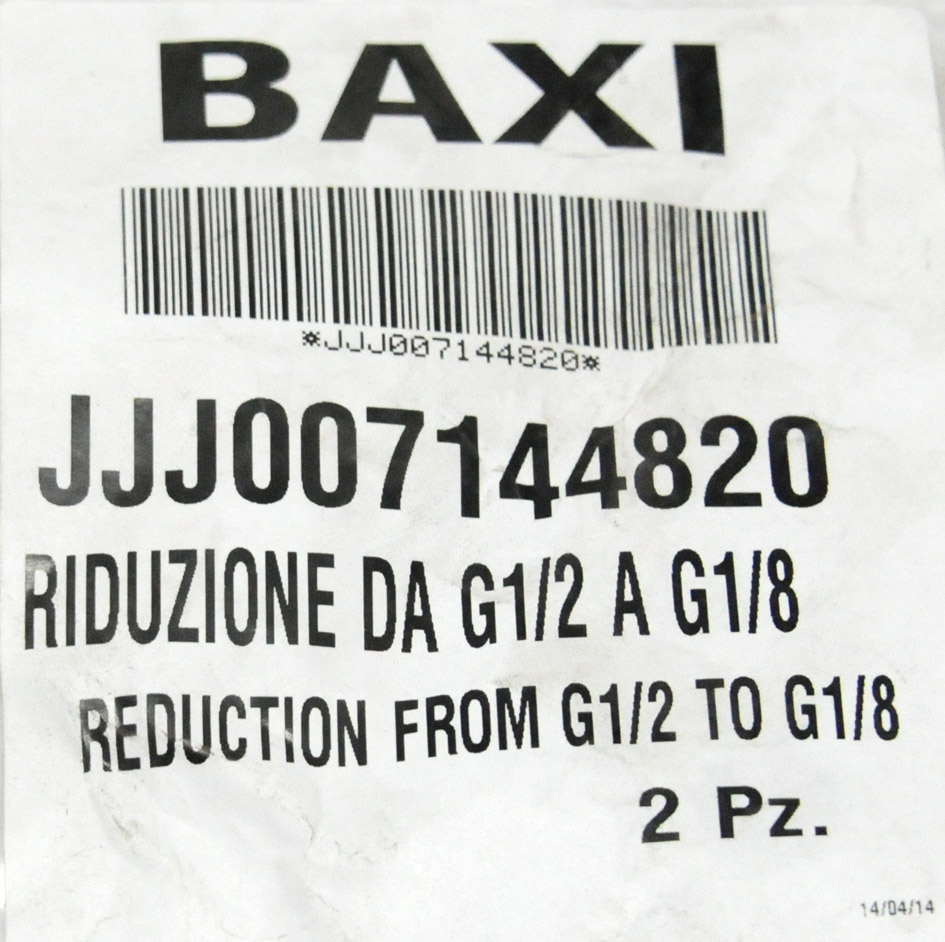 BAXI
*JJJ007144820*
JJJ007144820
RIDUZIONE DA G1/2 A G1/8
REDUCTION FROM G1/2 TO G1/8
2 Pz.
14/04/14